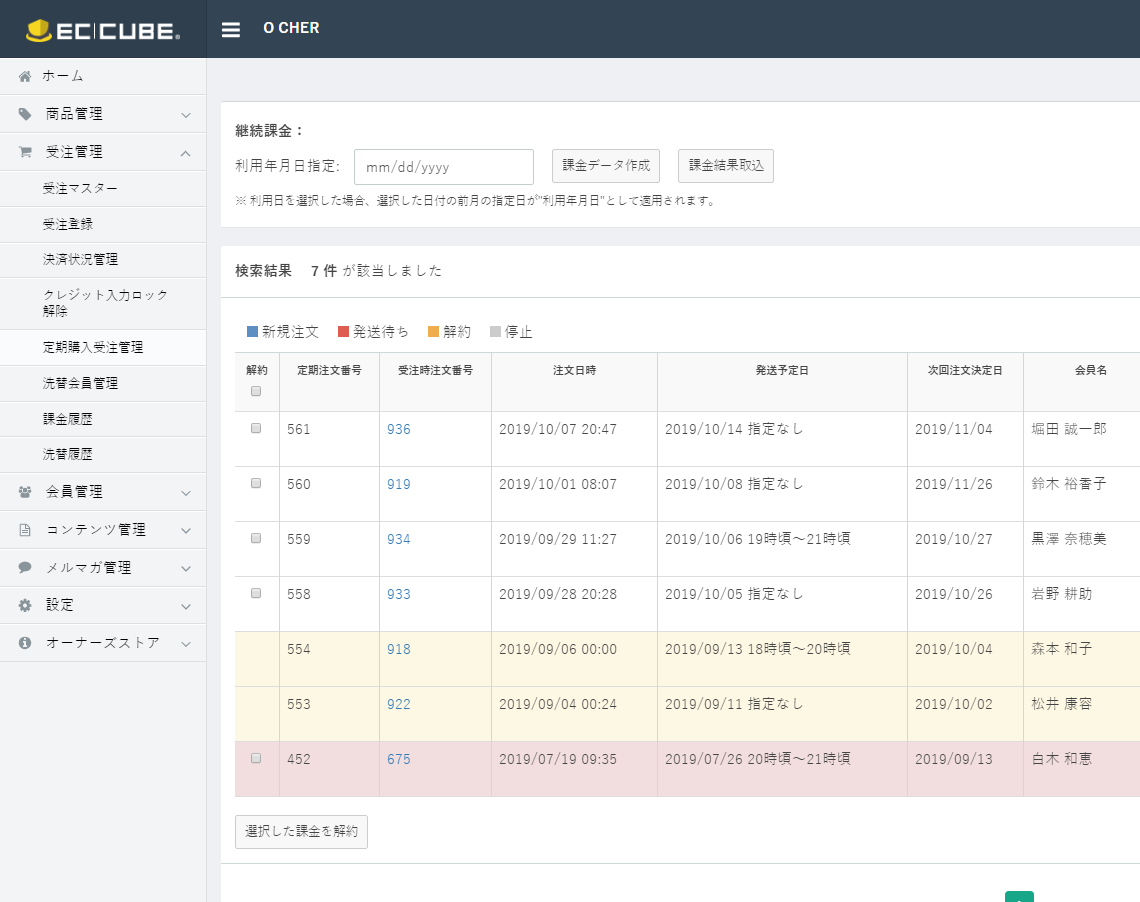 EC CUBE®
O CHER
ホーム
商品管理
受注管理
受注マスター
受注登録
決済状況管理
クレジット入力ロック
解除
定期購入受注管理
洗替会員管理
課金履歴
洗替履歴
会員管理
コンテンツ管理
メルマガ管理
設定
オーナーズストア
継続課金：
利用年月日指定: mm/dd/yyyy 課金データ作成 課金結果取込
※ 利用日を選択した場合、選択した日付の前月の指定日が"利用年月日"として適用されます。
検索結果 7 件 が該当しました
新規注文 発送待ち 解約 停止
解約 定期注文番号 受注時注文番号 注文日時 発送予定日 次回注文決定日 会員名
561 936 2019/10/07 20:47 2019/10/14 指定なし 2019/11/04 堀田 誠一郎
560 919 2019/10/01 08:07 2019/10/08 指定なし 2019/11/26 鈴木 裕香子
559 934 2019/09/29 11:27 2019/10/06 19時頃～21時頃 2019/10/27 黒澤 奈穂美
558 933 2019/09/28 20:28 2019/10/05 指定なし 2019/10/26 岩野 耕助
554 918 2019/09/06 00:00 2019/09/13 18時頃～20時頃 2019/10/04 森本 和子
553 922 2019/09/04 00:24 2019/09/11 指定なし 2019/10/02 松井 康容
452 675 2019/07/19 09:35 2019/07/26 20時頃～21時頃 2019/09/13 白木 和恵
選択した課金を解約